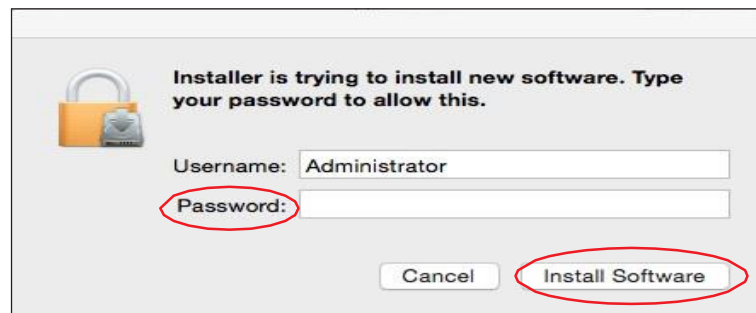 Installer is trying to install new software. Type
your password to allow this.
Username: Administrator
Password:
Cancel Install Software